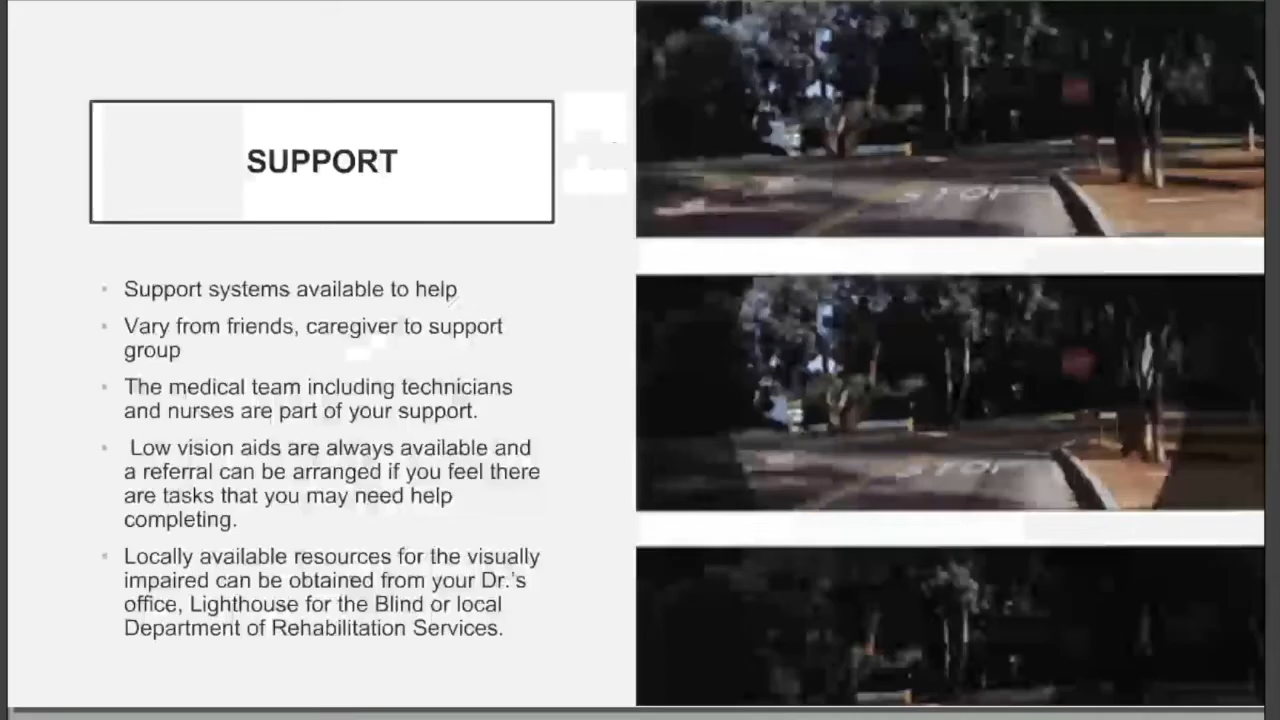 SUPPORT
Support systems available to help
Vary from friends, caregiver to support
group
The medical team including technicians
and nurses are part of your support.
Low vision aids are always available and
a referral can be arranged if you feel there
are tasks that you may need help
completing.
Locally available resources for the visually
impaired can be obtained from your Dr.'s
office, Lighthouse for the Blind or local
Department of Rehabilitation Services.
STOP
STOP